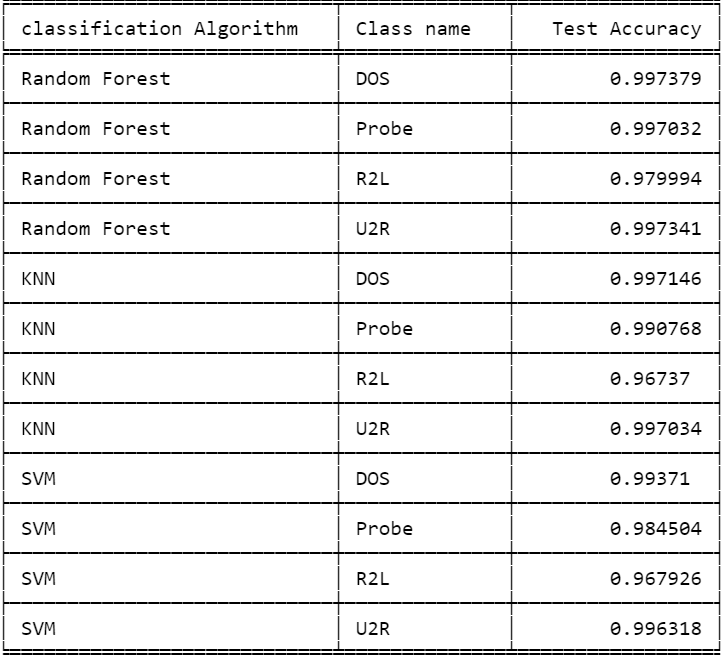 classification Algorithm Class name Test Accuracy
Random Forest DOS 0.997379
Random Forest Probe 0.997032
Random Forest R2L 0.979994
Random Forest U2R 0.997341
KNN DOS 0.997146
KNN Probe 0.990768
KNN R2L 0.96737
KNN U2R 0.997034
SVM DOS 0.99371
SVM Probe 0.984504
SVM R2L 0.967926
SVM U2R 0.996318